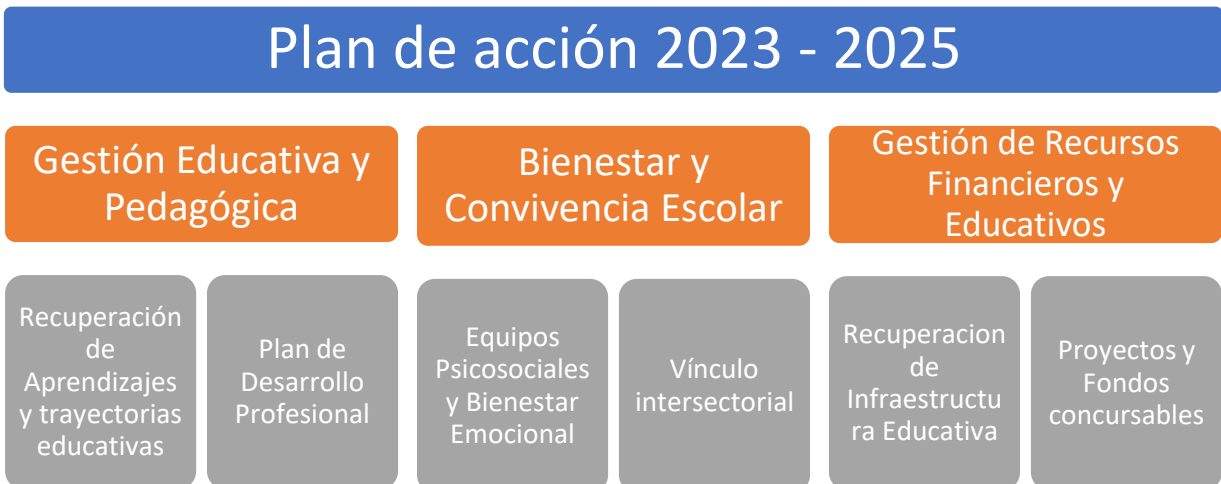 Plan de acción 2023 - 2025
Gestión Educativa y
Pedagógica
Bienestar y
Convivencia Escolar
Gestión de Recursos
Financieros y
Educativos
Recuperación
de
Aprendizajes
y trayectorias
educativas
Plan de
Desarrollo
Profesional
Equipos
Psicosociales
y Bienestar
Emocional
Vínculo
intersectorial
Recuperacion
de
Infraestructu
ra Educativa
Proyectos y
Fondos
concursables